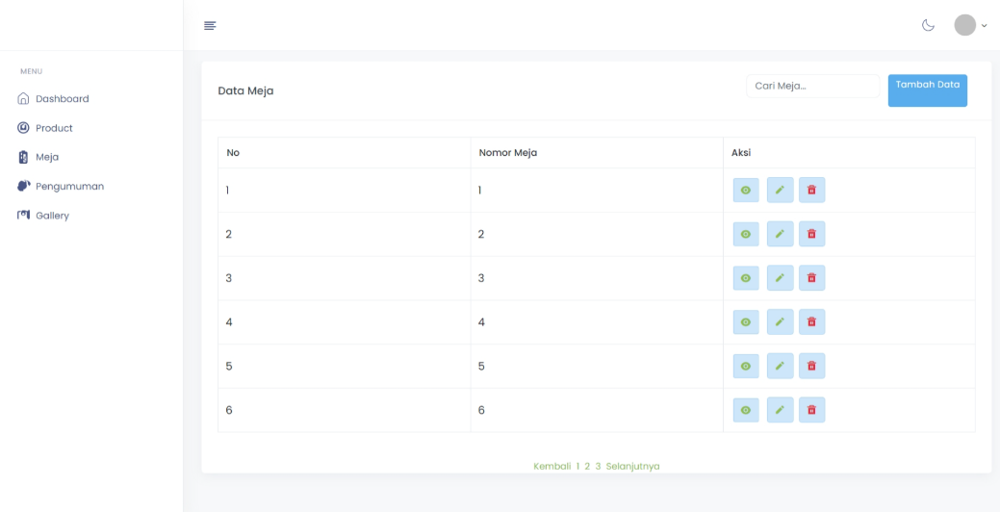 MENU
Dashboard
Product
Meja
Pengumuman
Gallery
Data Meja
Cari Meja...
Tambah Data
No Nomor Meja Aksi
1 1
2 2
3 3
4 4
5 5
6 6
Kembali 1 2 3 Selanjutnya